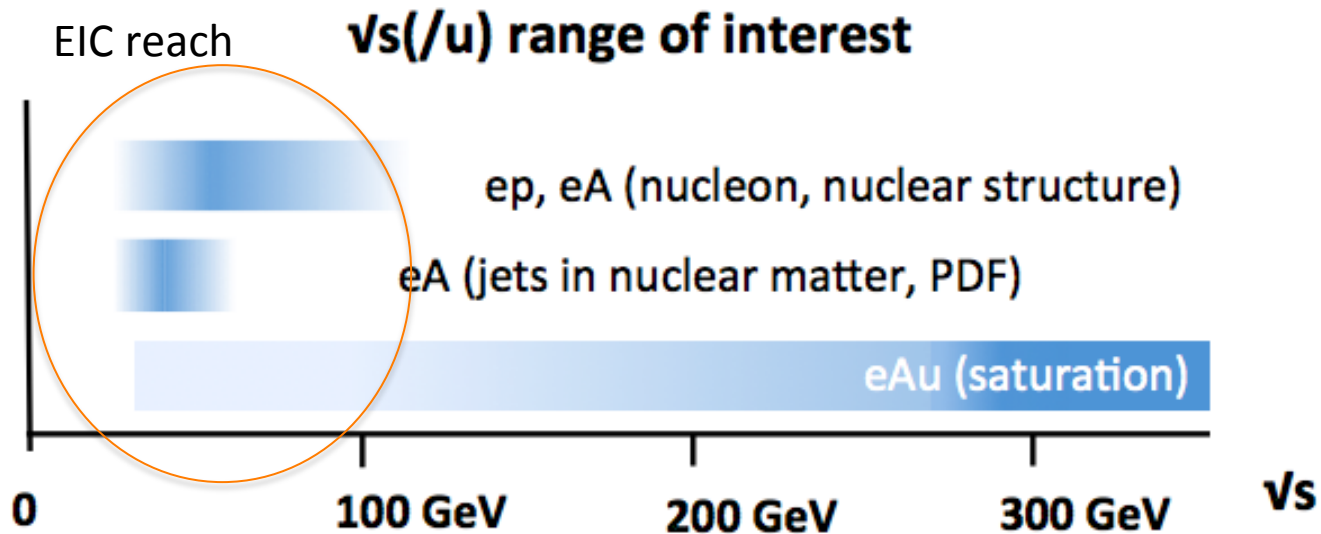 EIC reach
√s(/u) range of interest
ep, eA (nucleon, nuclear structure)
eA (jets in nuclear matter, PDF)
eAu (saturation)
0
100 GeV
200 GeV
300 GeV
√s